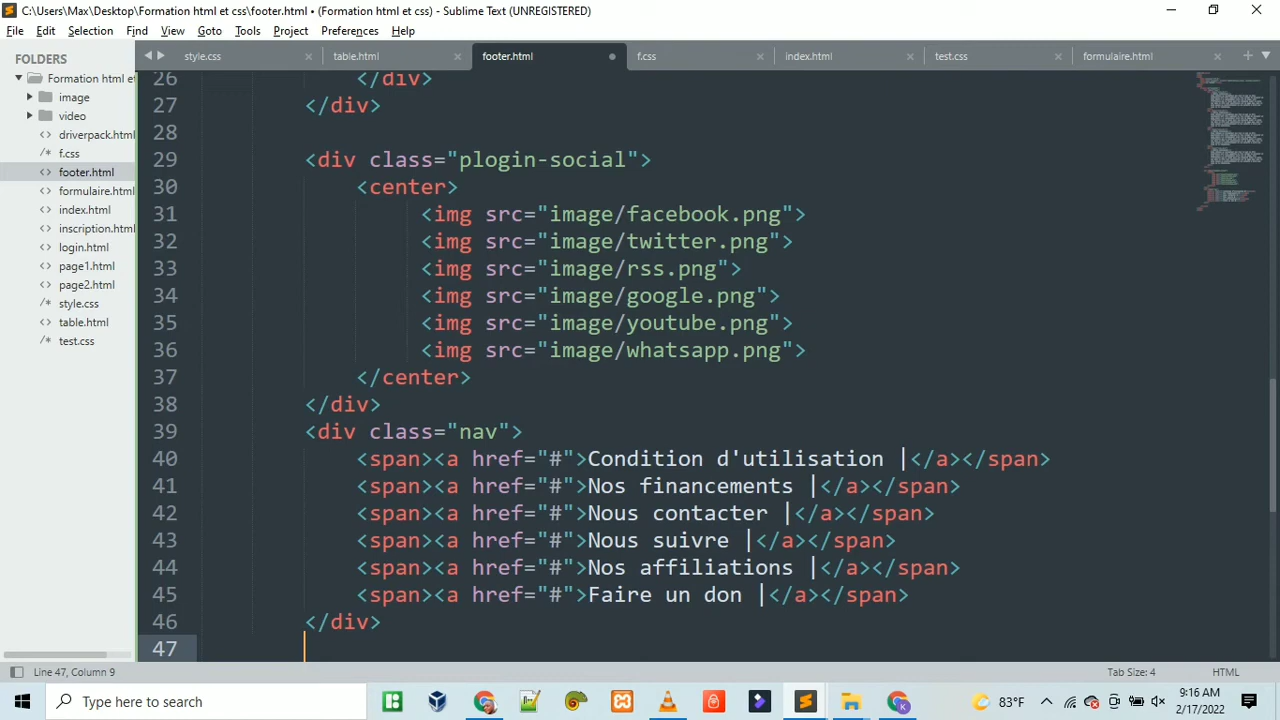 C:\Users\Max\Desktop\Formation html et css\footer.html • (Formation html et css) - Sublime Text (UNREGISTERED)
File Edit Selection Find View Goto Tools Project Preferences Help
FOLDERS
Formation html et
image
video
driverpack.html
/* f.css
footer.html
formulaire.html
index.html
inscription.html
login.html
page1.html
page2.html
/* style.css
table.html
/* test.css
style.css table.html footer.html f.css index.html test.css formulaire.html
26 </div>
27 </div>
28
29 <div class="plogin-social">
30 <center>
31 <img src="image/facebook.png">
32 <img src="image/twitter.png">
33 <img src="image/rss.png">
34 <img src="image/google.png">
35 <img src="image/youtube.png">
36 <img src="image/whatsapp.png">
37 </center>
38 </div>
39 <div class="nav">
40 <span><a href="#">Condition d'utilisation |</a></span>
41 <span><a href="#">Nos financements |</a></span>
42 <span><a href="#">Nous contacter |</a></span>
43 <span><a href="#">Nous suivre |</a></span>
44 <span><a href="#">Nos affiliations |</a></span>
45 <span><a href="#">Faire un don |</a></span>
46 </div>
47
Line 47, Column 9 Tab Size: 4 HTML
Type here to search
83°F
9:16 AM
2/17/2022